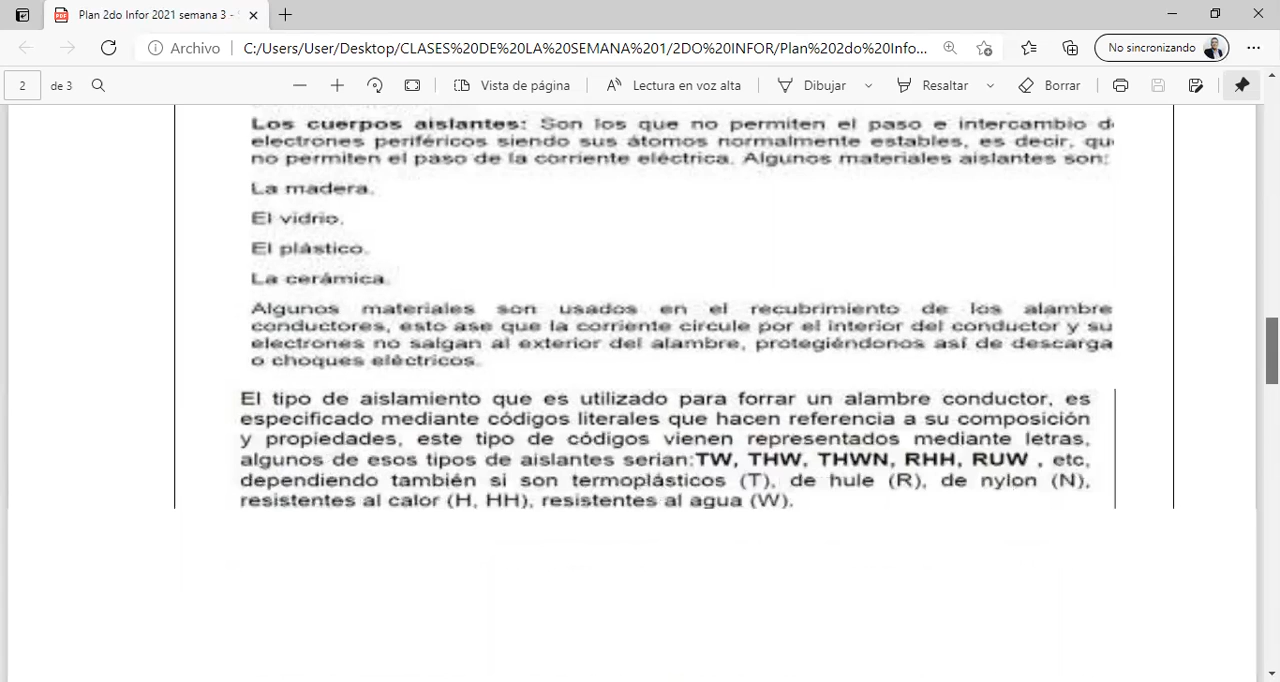 Plan 2do Infor 2021 semana 3 -
Archivo
C:/Users/User/Desktop/CLASES%20DE%20LA%20SEMANA%201/2DO%20INFOR/Plan%202do%20Info...
No sincronizando
2 de 3
Vista de página
Lectura en voz alta
Dibujar
Resaltar
Borrar
Los cuerpos aislantes: Son los que no permiten el paso e intercambio d
electrones periféricos siendo sus átomos normalmente estables, es decir, qu
no permiten el paso de la corriente eléctrica. Algunos materiales aislantes son:
La madera.
El vidrio.
El plástico.
La cerámica.
Algunos materiales son usados en el recubrimiento de los alambre
conductores, esto ase que la corriente circule por el interior del conductor y su
electrones no salgan al exterior del alambre, protegiéndonos así de descarga
o choques eléctricos.
El tipo de aislamiento que es utilizado para forrar un alambre conductor, es
especificado mediante códigos literales que hacen referencia a su composición
y propiedades, este tipo de códigos vienen representados mediante letras,
algunos de esos tipos de aislantes serian:TW, THW, THWN, RHH, RUW , etc,
dependiendo también si son termoplásticos (T), de hule (R), de nylon (N),
resistentes al calor (H, HH), resistentes al agua (W).